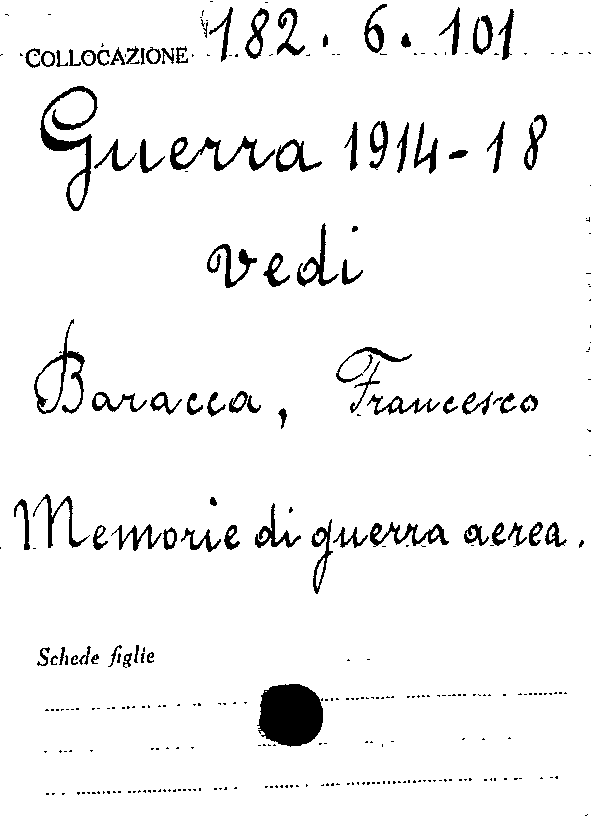 COLLOCAZIONE 182. 6. 101
Guerra 1914-18
vedi
Baracca, Francesco
Memorie di guerra aerea.
Schede figlie